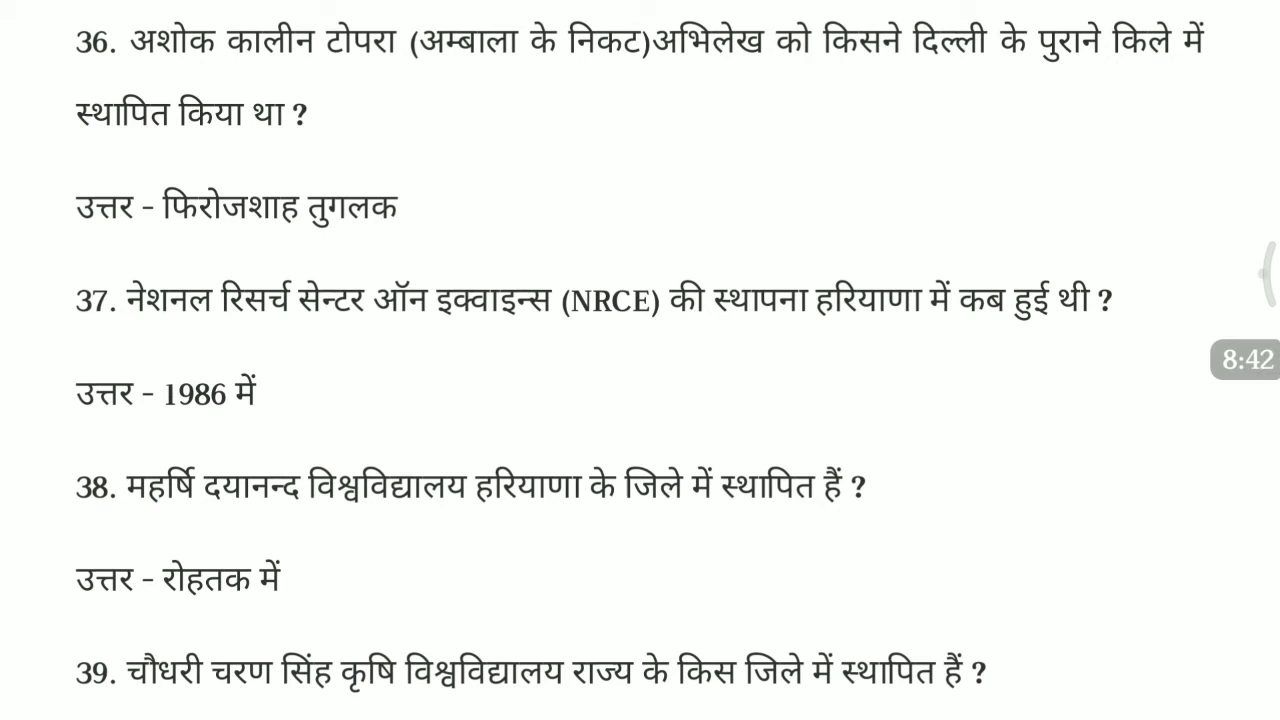 36. अशोक कालीन टोपरा (अम्बाला के निकट)अभिलेख को किसने दिल्ली के पुराने किले में
स्थापित किया था ?
उत्तर - फिरोजशाह तुगलक
37. नेशनल रिसर्च सेन्टर ऑन इक्वाइन्स (NRCE) की स्थापना हरियाणा में कब हुई थी ?
8:42
उत्तर - 1986 में
38. महर्षि दयानन्द विश्वविद्यालय हरियाणा के जिले में स्थापित हैं ?
उत्तर - रोहतक में
39. चौधरी चरण सिंह कृषि विश्वविद्यालय राज्य के किस जिले में स्थापित हैं ?